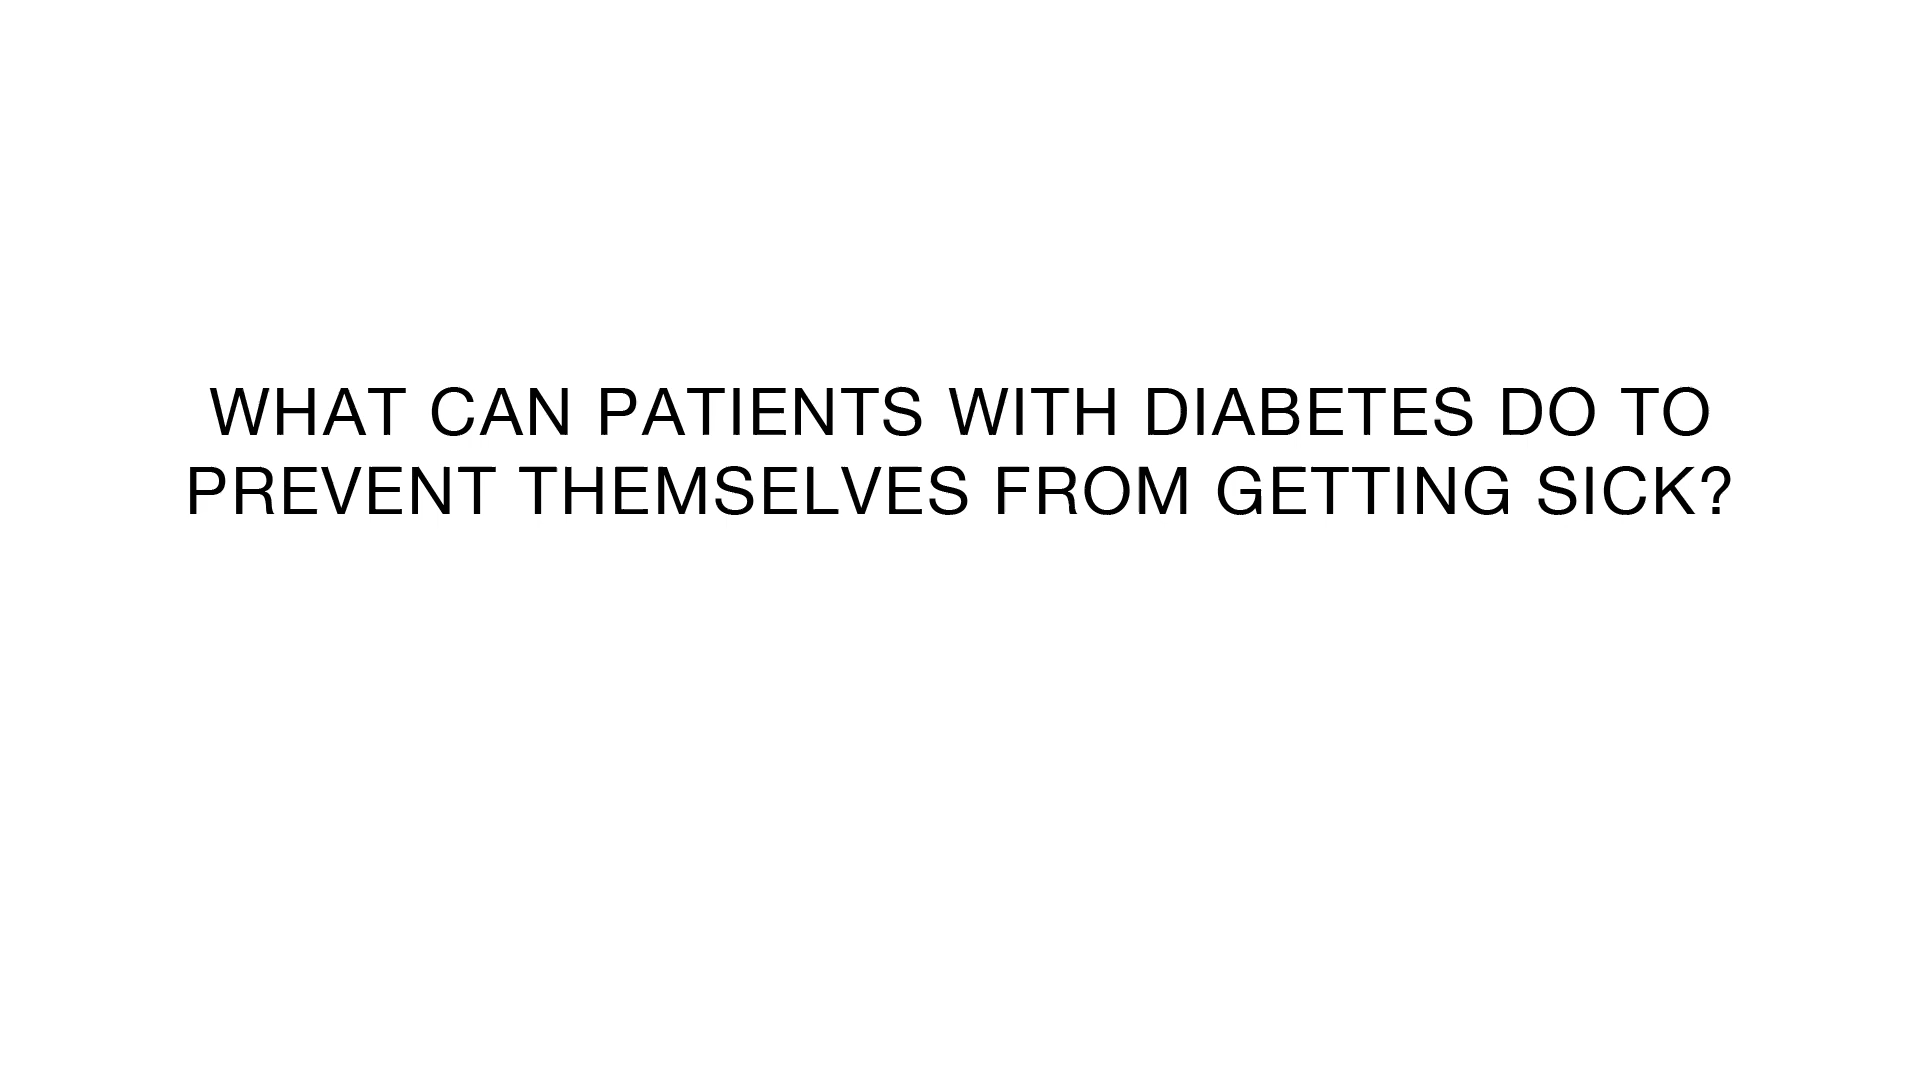 WHAT CAN PATIENTS WITH DIABETES DO TO
PREVENT THEMSELVES FROM GETTING SICK?